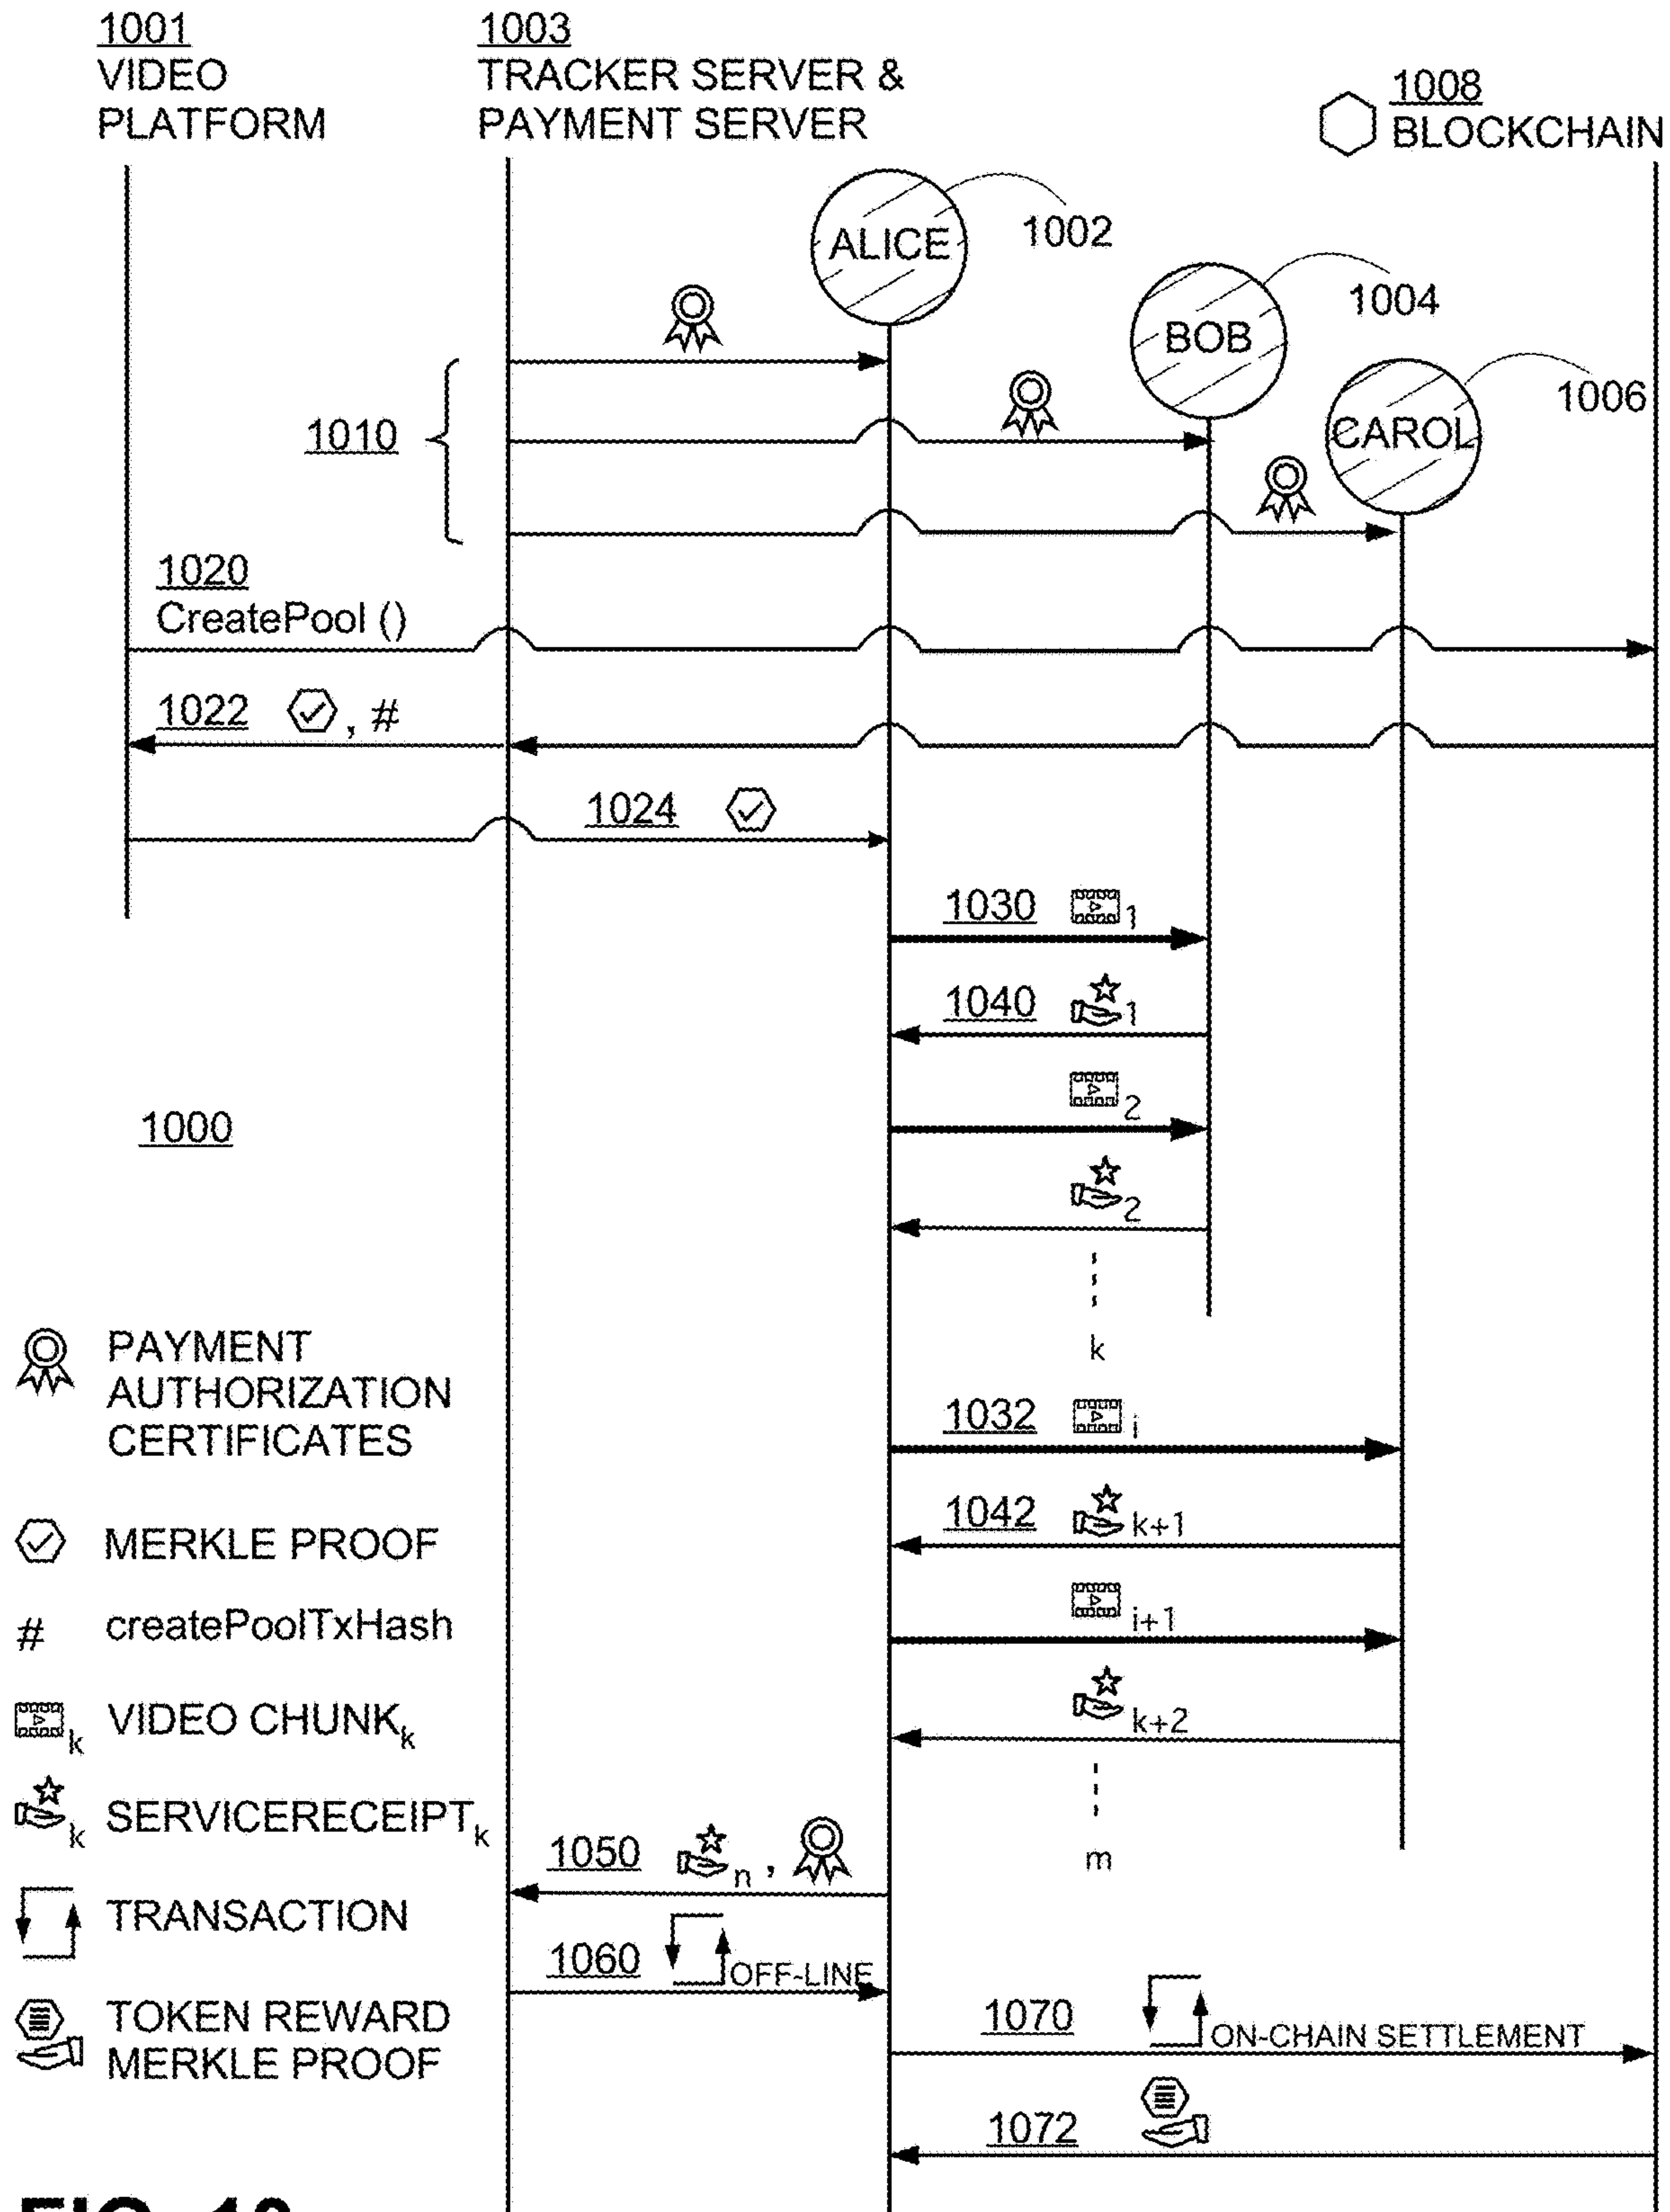 1001
VIDEO
PLATFORM
1003
TRACKER SERVER &
PAYMENT SERVER
1008
BLOCKCHAIN
ALICE
1002
BOB
1004
CAROL
1006
1010
1020
CreatePool ()
1022 , #
1024
1030 1
1040 1
2
1000
2
k
PAYMENT
AUTHORIZATION
CERTIFICATES
1032 i
1042 k+1
MERKLE PROOF
i+1
# createPoolTxHash
k+2
k VIDEO CHUNKk
k SERVICERECEIPTk
m
1050 n ,
TRANSACTION
1060 OFF-LINE
TOKEN REWARD
MERKLE PROOF
1070 ON-CHAIN SETTLEMENT
1072